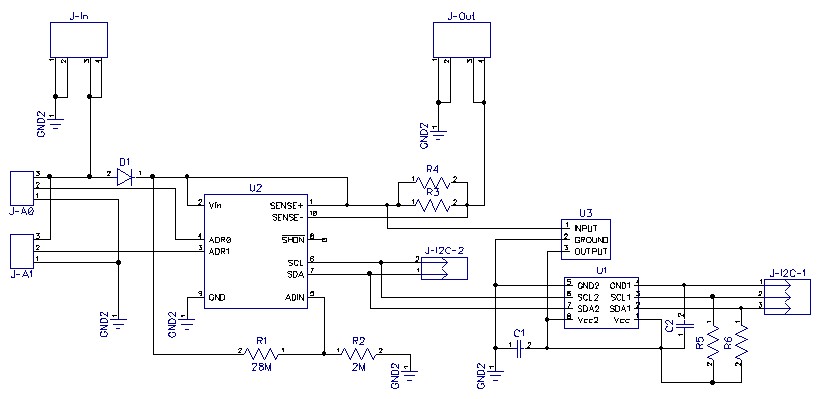 J-In
J-Out
1 2 3 4
1 2 3 4
GND2
GND2
D1
2 1
R4
1 2
R3
1 2
3
2
1
J-A0
U2
2 Vin
SENSE+ 1
SENSE- 10
4 ADR0
3 ADR1
SHDN 8
SCL 6
SDA 7
9 GND
ADIN 5
3
2
1
J-A1
J-I2C-2
2
1
U3
1 INPUT
2 GROUND
3 OUTPUT
U1
5 GND2 GND1 4
6 SCL2 SCL1 3
7 SDA2 SDA1 2
8 Vcc2 Vcc 1
J-I2C-1
1
2
3
GND2
GND2
C1
1 2
C2
1 2
R5
1 2
R6
1 2
R1
2 1
28M
R2
1 2
2M
GND2
GND2